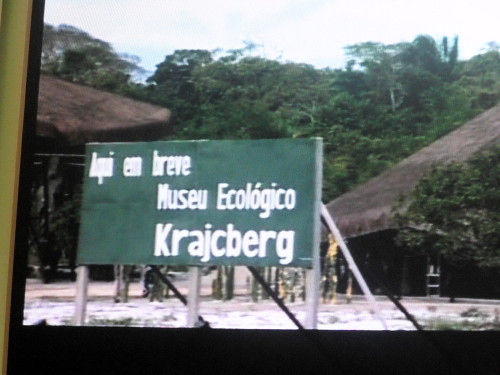 Aqui em breve
Museu Ecológico
Krajcberg